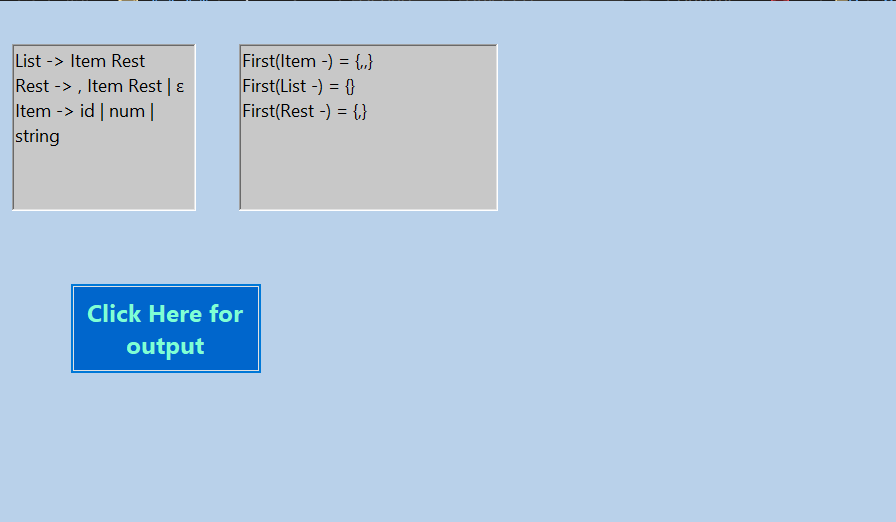 List -> Item Rest
Rest -> , Item Rest | ε
Item -> id | num |
string
First(Item -) = {,,}
First(List -) = {}
First(Rest -) = {,}
Click Here for
output